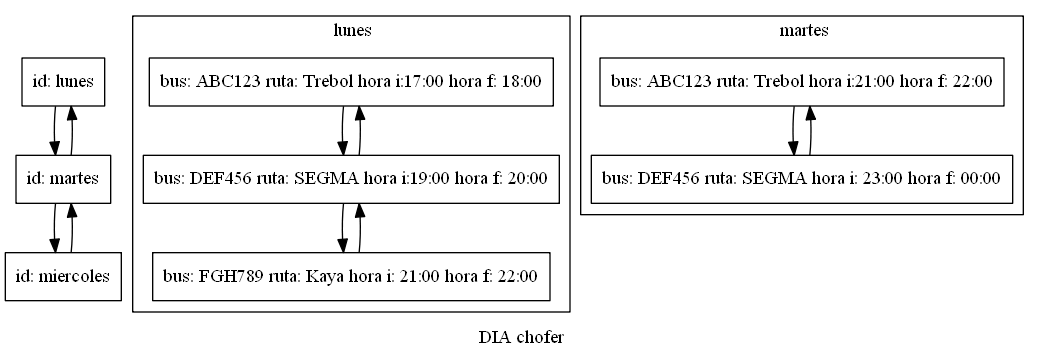 id: lunes
id: martes
id: miercoles
lunes
bus: ABC123 ruta: Trebol hora i:17:00 hora f: 18:00
bus: DEF456 ruta: SEGMA hora i:19:00 hora f: 20:00
bus: FGH789 ruta: Kaya hora i: 21:00 hora f: 22:00
martes
bus: ABC123 ruta: Trebol hora i:21:00 hora f: 22:00
bus: DEF456 ruta: SEGMA hora i: 23:00 hora f: 00:00
DIA chofer